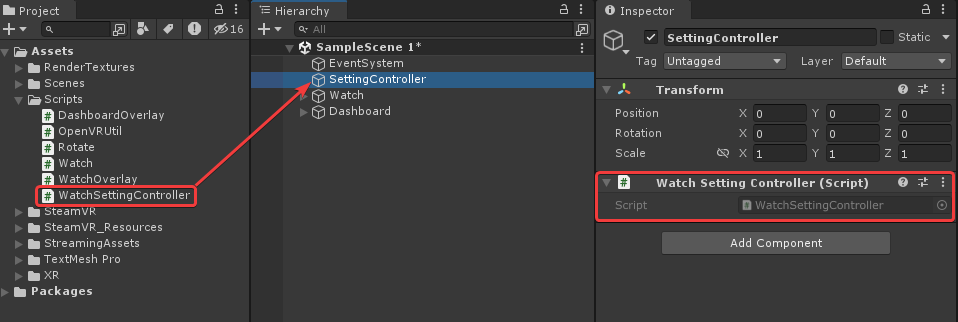 Project
16
Assets
RenderTextures
Scenes
Scripts
DashboardOverlay
OpenVRUtil
Rotate
Watch
WatchOverlay
WatchSettingController
SteamVR
SteamVR_Resources
StreamingAssets
TextMesh Pro
XR
Packages
Hierarchy
All
SampleScene 1*
EventSystem
SettingController
Watch
Dashboard
Inspector
SettingController Static
Tag Untagged Layer Default
Transform
Position X 0 Y 0 Z 0
Rotation X 0 Y 0 Z 0
Scale X 1 Y 1 Z 1
# Watch Setting Controller (Script)
Script WatchSettingController
Add Component